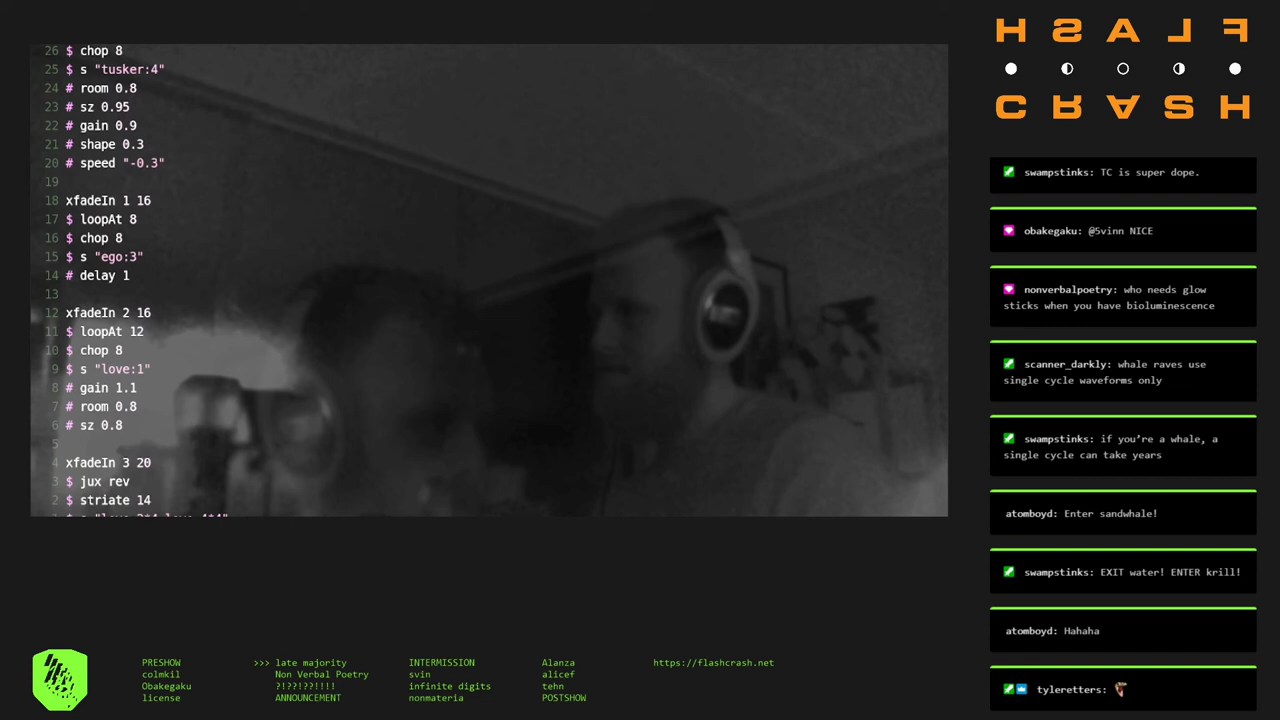 26 $ chop 8
25 $ s "tusker:4"
24 # room 0.8
23 # sz 0.95
22 # gain 0.9
21 # shape 0.3
20 # speed "-0.3"
19
18 xfadeIn 1 16
17 $ loopAt 8
16 $ chop 8
15 $ s "ego:3"
14 # delay 1
13
12 xfadeIn 2 16
11 $ loopAt 12
10 $ chop 8
9 $ s "love:1"
8 # gain 1.1
7 # room 0.8
6 # sz 0.8
5
4 xfadeIn 3 20
3 $ jux rev
2 $ striate 14
FLASH
CRASH
swampstinks: TC is super dope.
obakegaku: @5vinn NICE
nonverbalpoetry: who needs glow
sticks when you have bioluminescence
scanner_darkly: whale raves use
single cycle waveforms only
swampstinks: if you're a whale, a
single cycle can take years
atomboyd: Enter sandwhale!
swampstinks: EXIT water! ENTER krill!
atomboyd: Hahaha
tyleretters:
PRESHOW
colmkil
Obakegaku
license
>>> late majority
Non Verbal Poetry
?!??!??!!!!
ANNOUNCEMENT
INTERMISSION
svin
infinite digits
nonmateria
Alanza
alicef
tehn
POSTSHOW
https://flashcrash.net